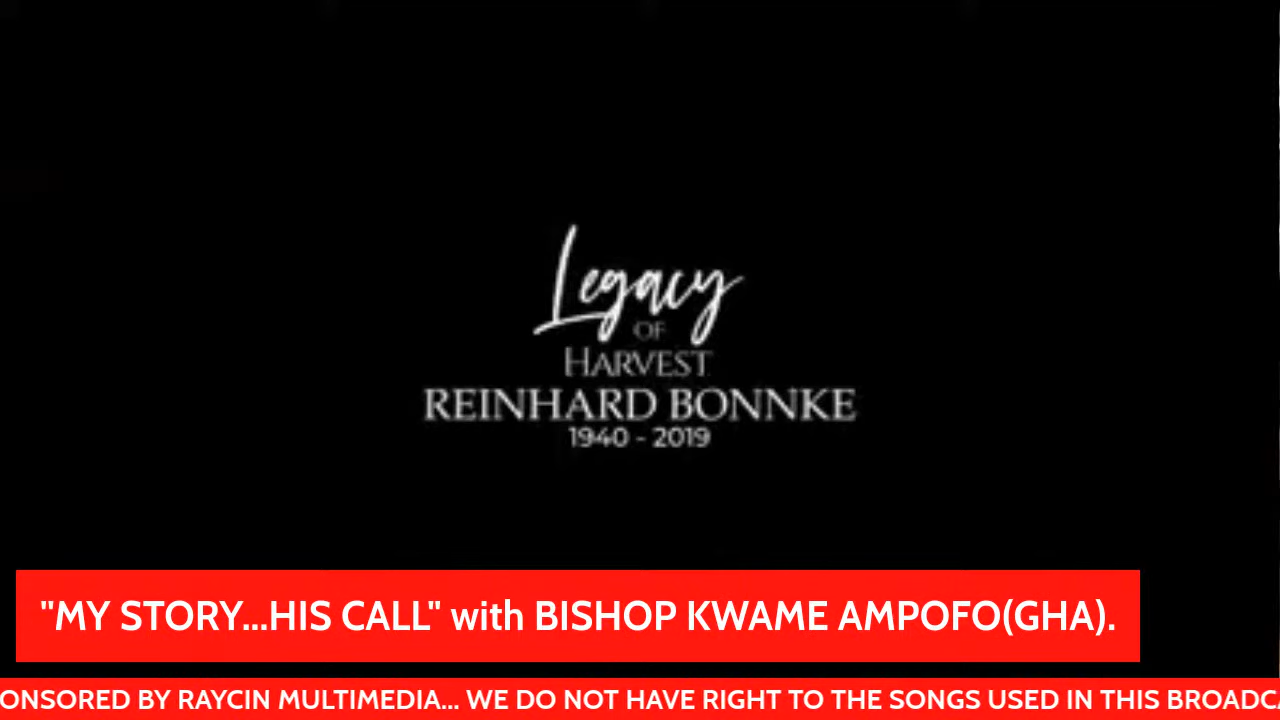 Legacy
OF
HARVEST
REINHARD BONNKE
1940 - 2019
"MY STORY...HIS CALL" with BISHOP KWAME AMPOFO(GHA).
ONSORED BY RAYCIN MULTIMEDIA... WE DO NOT HAVE RIGHT TO THE SONGS USED IN THIS BROADCA